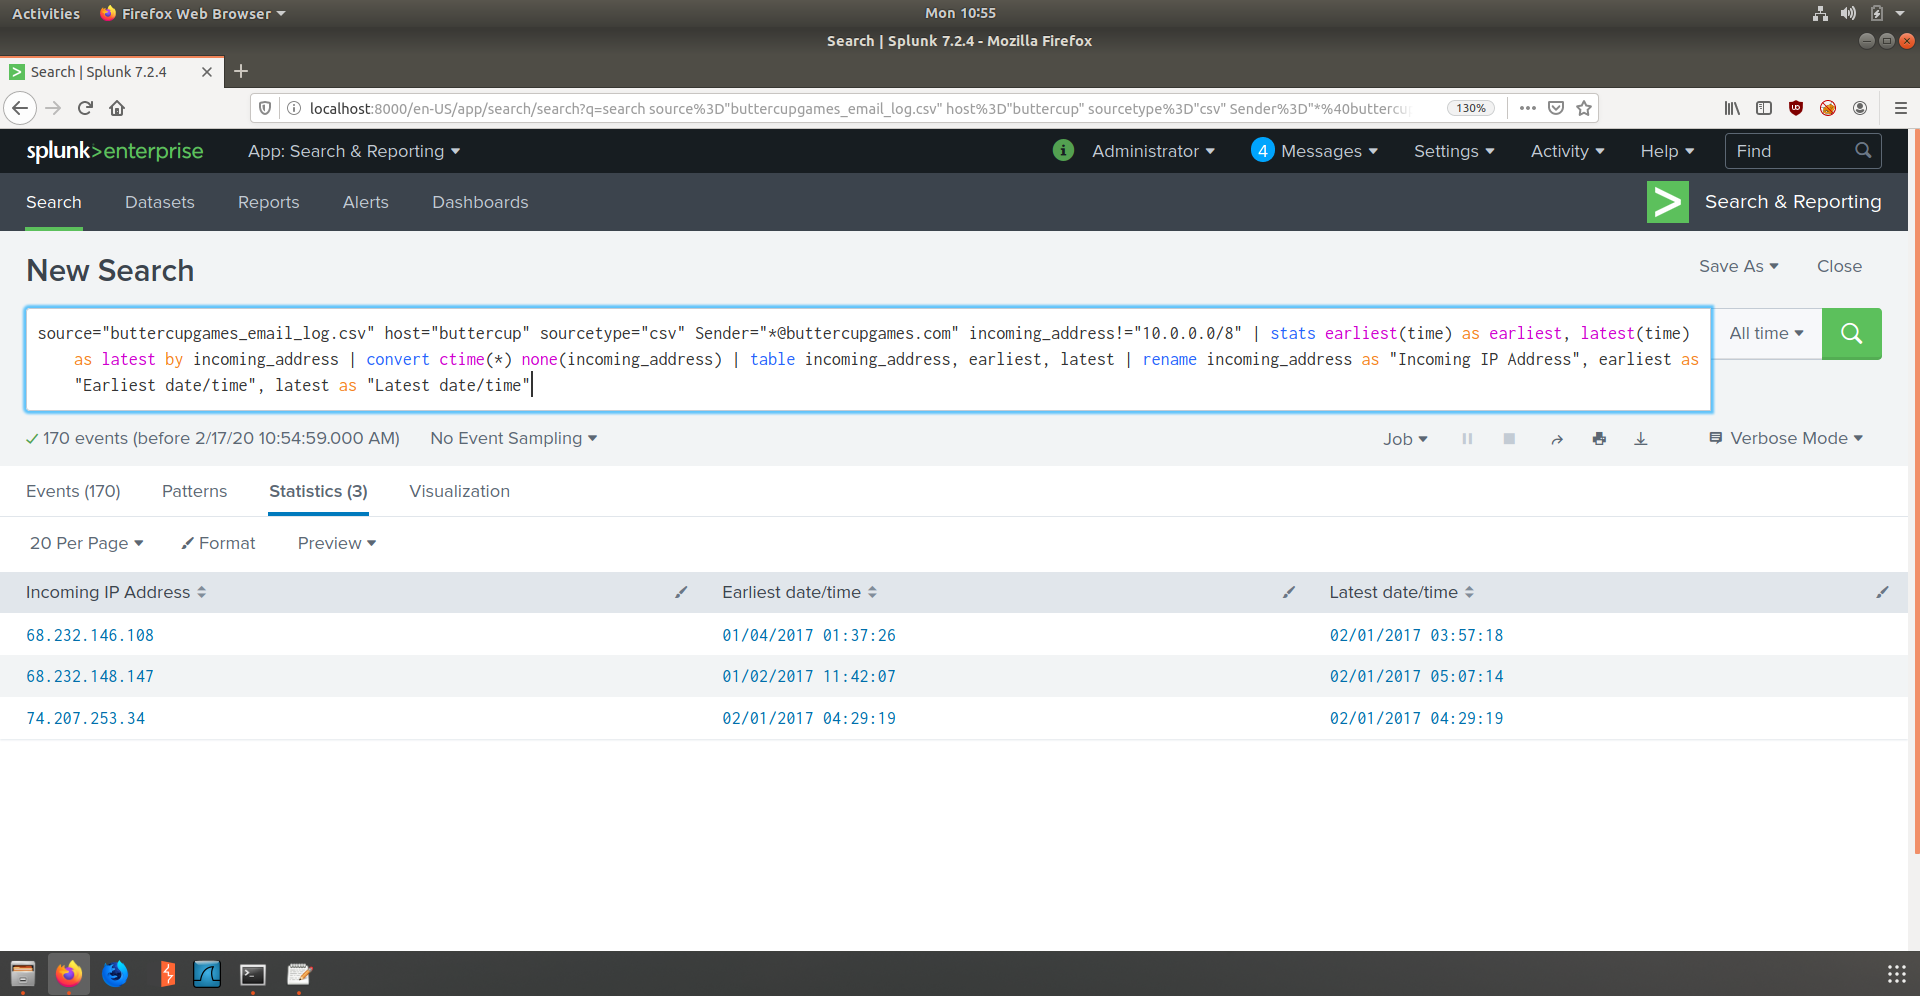 Activities Firefox Web Browser Mon 10:55
Search | Splunk 7.2.4 - Mozilla Firefox
Search | Splunk 7.2.4
localhost:8000/en-US/app/search/search?q=search source%3D"buttercupgames_email_log.csv" host%3D"buttercup" sourcetype%3D"csv" Sender%3D"*%40buttercup 130%
splunk>enterprise App: Search & Reporting i Administrator 4 Messages Settings Activity Help Find
Search Datasets Reports Alerts Dashboards > Search & Reporting
New Search Save As Close
source="buttercupgames_email_log.csv" host="buttercup" sourcetype="csv" Sender="*@buttercupgames.com" incoming_address!="10.0.0.0/8" | stats earliest(time) as earliest, latest(time)
as latest by incoming_address | convert ctime(*) none(incoming_address) | table incoming_address, earliest, latest | rename incoming_address as "Incoming IP Address", earliest as
"Earliest date/time", latest as "Latest date/time"
All time
170 events (before 2/17/20 10:54:59.000 AM) No Event Sampling Job Verbose Mode
Events (170) Patterns Statistics (3) Visualization
20 Per Page Format Preview
Incoming IP Address Earliest date/time Latest date/time
68.232.146.108 01/04/2017 01:37:26 02/01/2017 03:57:18
68.232.148.147 01/02/2017 11:42:07 02/01/2017 05:07:14
74.207.253.34 02/01/2017 04:29:19 02/01/2017 04:29:19